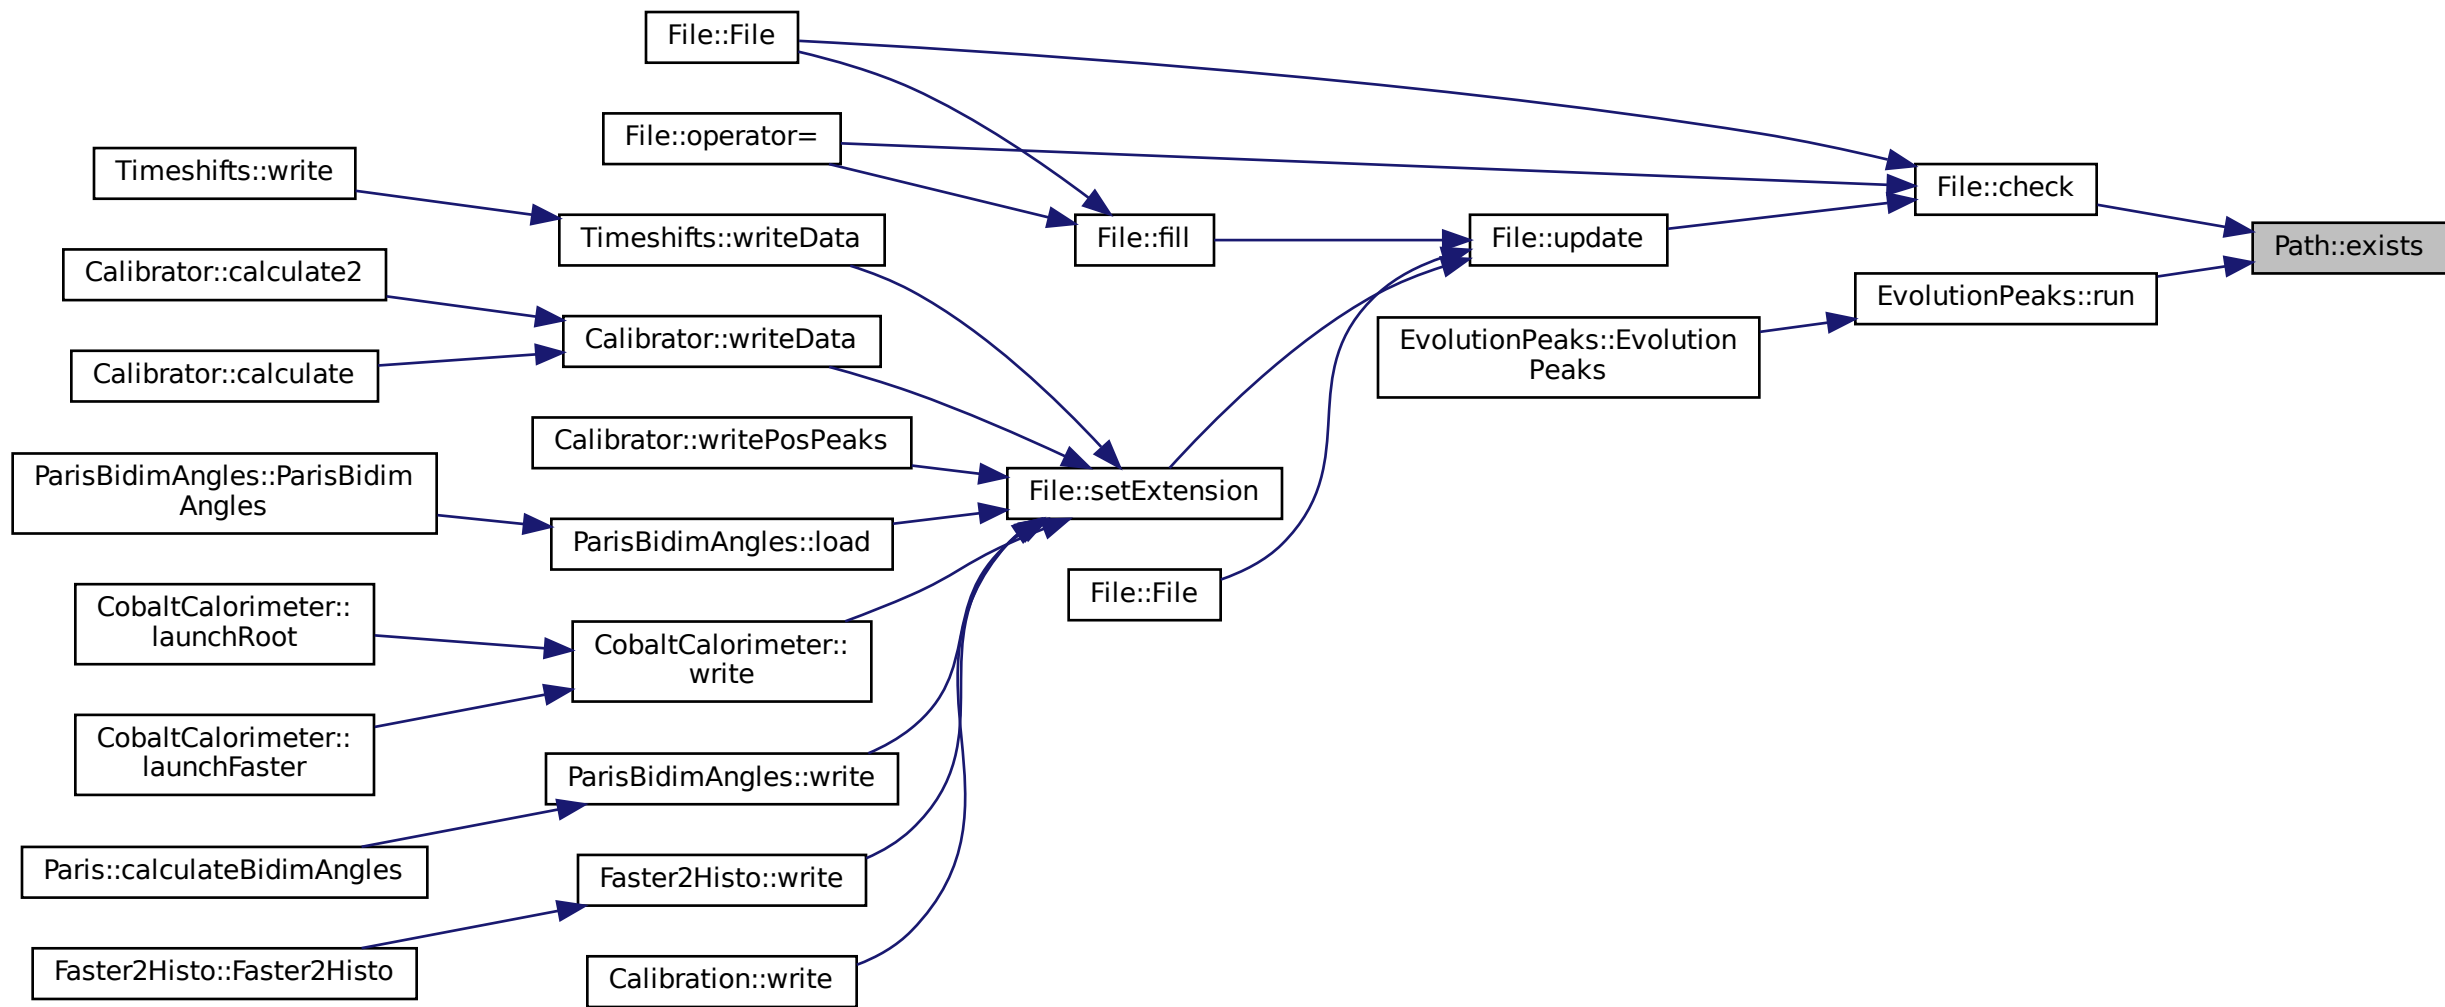 File::File
File::operator=
Timeshifts::write
File::check
Timeshifts::writeData
File::fill
File::update
Path::exists
Calibrator::calculate2
EvolutionPeaks::run
Calibrator::writeData
EvolutionPeaks::Evolution
Peaks
Calibrator::calculate
Calibrator::writePosPeaks
ParisBidimAngles::ParisBidim
Angles
File::setExtension
ParisBidimAngles::load
File::File
CobaltCalorimeter::
launchRoot
CobaltCalorimeter::
write
CobaltCalorimeter::
launchFaster
ParisBidimAngles::write
Paris::calculateBidimAngles
Faster2Histo::write
Faster2Histo::Faster2Histo
Calibration::write